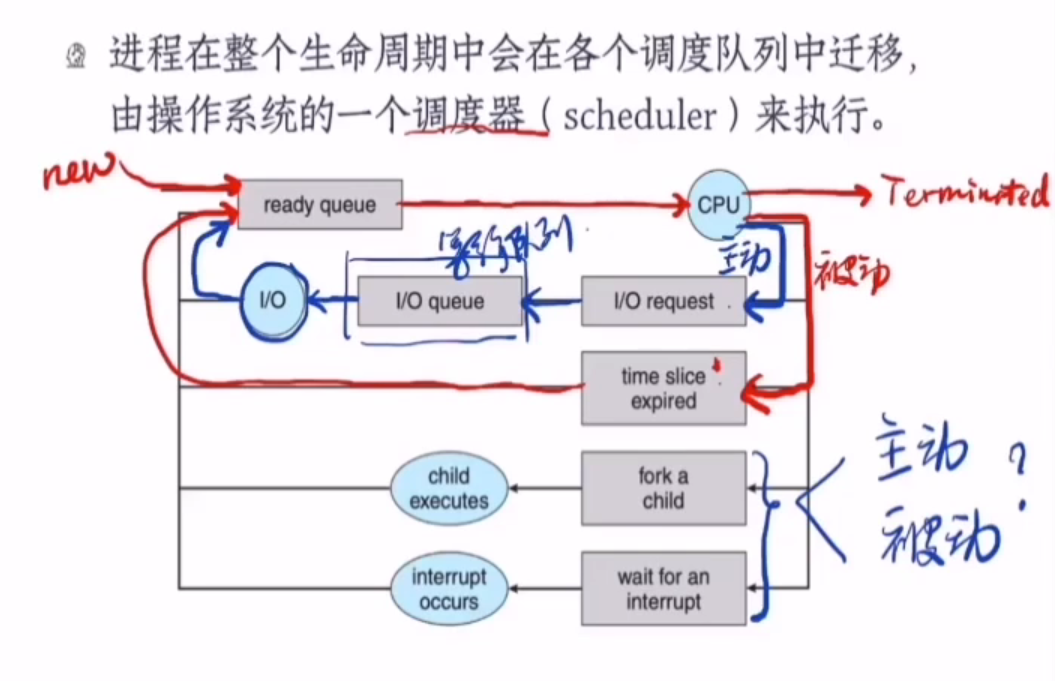 进程在整个生命周期中会在各个调度队列中迁移，
由操作系统的一个调度器（scheduler）来执行。
new
ready queue
CPU
Terminated
等待队列
主动
被动
I/O
I/O queue
I/O request
time slice
expired
主动 ?
被动
child
executes
fork a
child
interrupt
occurs
wait for an
interrupt